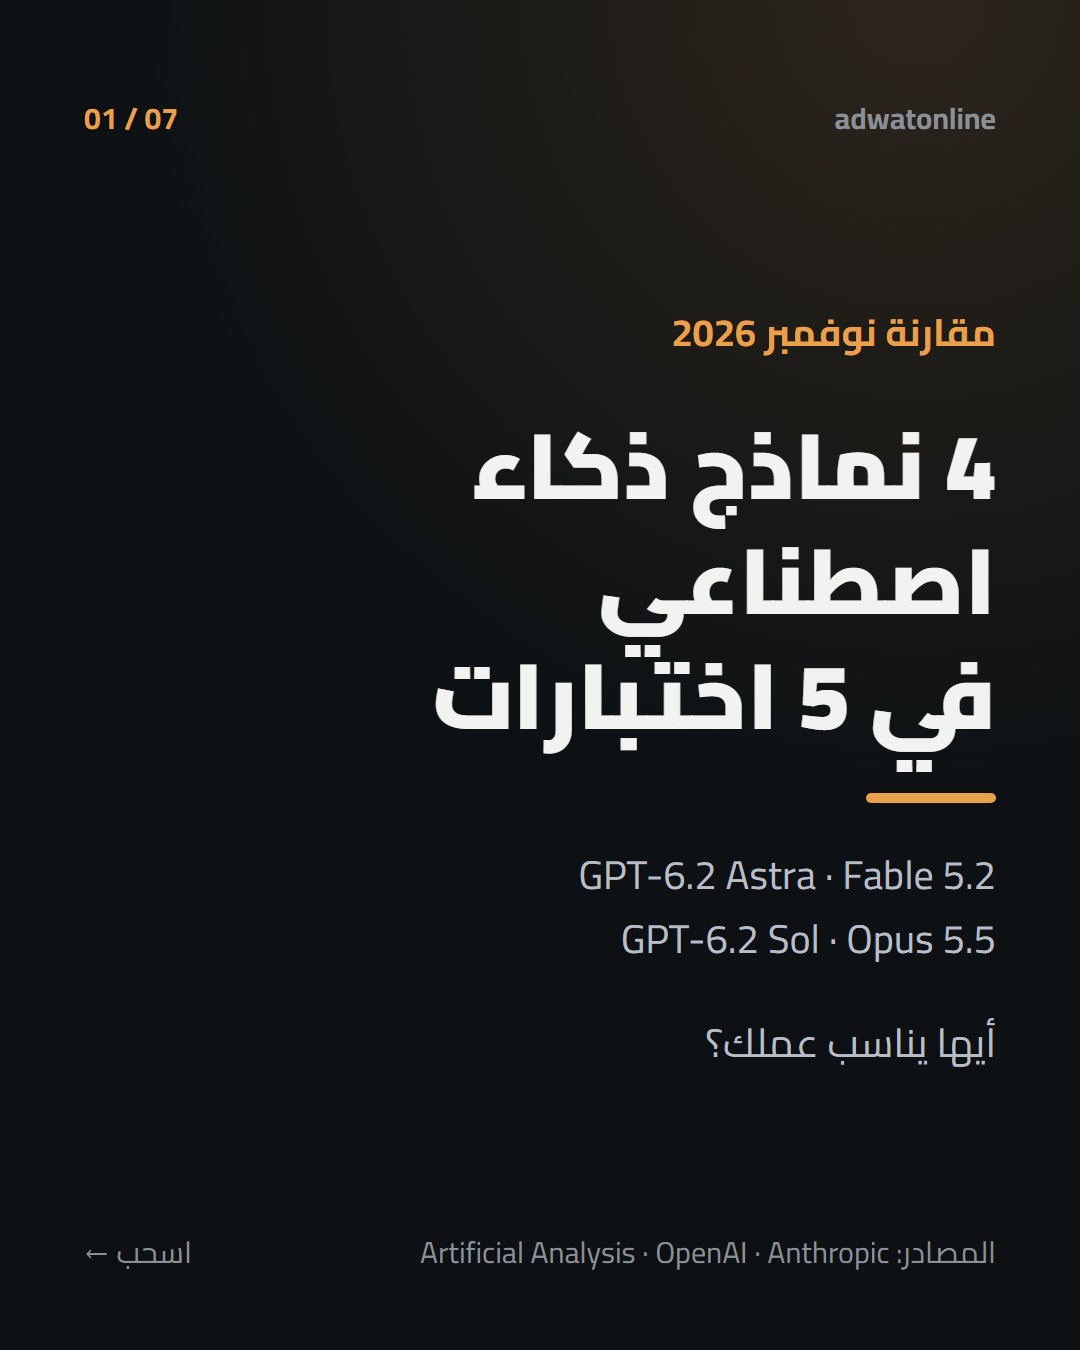 01 / 07
adwatonline
مقارنة نوفمبر 2026
4 نماذج ذكاء
اصطناعي
في 5 اختبارات
GPT-6.2 Astra · Fable 5.2
GPT-6.2 Sol · Opus 5.5
أيها يناسب عملك؟
المصادر: Artificial Analysis · OpenAI · Anthropic
اسحب ←